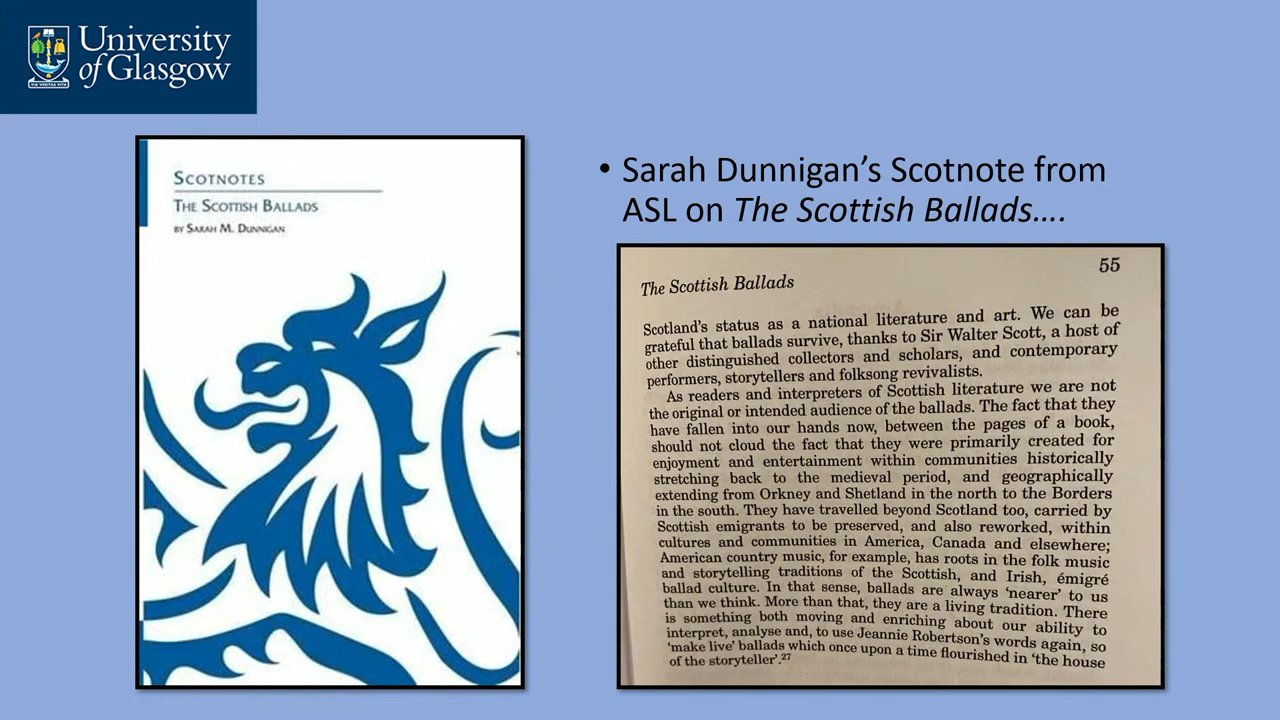 University
of Glasgow
VIA VERITAS VITA
SCOTNOTES
THE SCOTTISH BALLADS
BY SARAH M. DUNNIGAN
• Sarah Dunnigan’s Scotnote from
ASL on The Scottish Ballads….
The Scottish Ballads
55
Scotland’s status as a national literature and art. We can be
grateful that ballads survive, thanks to Sir Walter Scott, a host of
other distinguished collectors and scholars, and contemporary
performers, storytellers and folksong revivalists.
As readers and interpreters of Scottish literature we are not
the original or intended audience of the ballads. The fact that they
have fallen into our hands now, between the pages of a book,
should not cloud the fact that they were primarily created for
enjoyment and entertainment within communities historically
stretching back to the medieval period, and geographically
extending from Orkney and Shetland in the north to the Borders
in the south. They have travelled beyond Scotland too, carried by
Scottish emigrants to be preserved, and also reworked, within
cultures and communities in America, Canada and elsewhere;
American country music, for example, has roots in the folk music
and storytelling traditions of the Scottish, and Irish, émigré
ballad culture. In that sense, ballads are always ‘nearer’ to us
than we think. More than that, they are a living tradition. There
is something both moving and enriching about our ability to
interpret, analyse and, to use Jeannie Robertson’s words again, so
‘make live’ ballads which once upon a time flourished in ‘the house
of the storyteller’.27